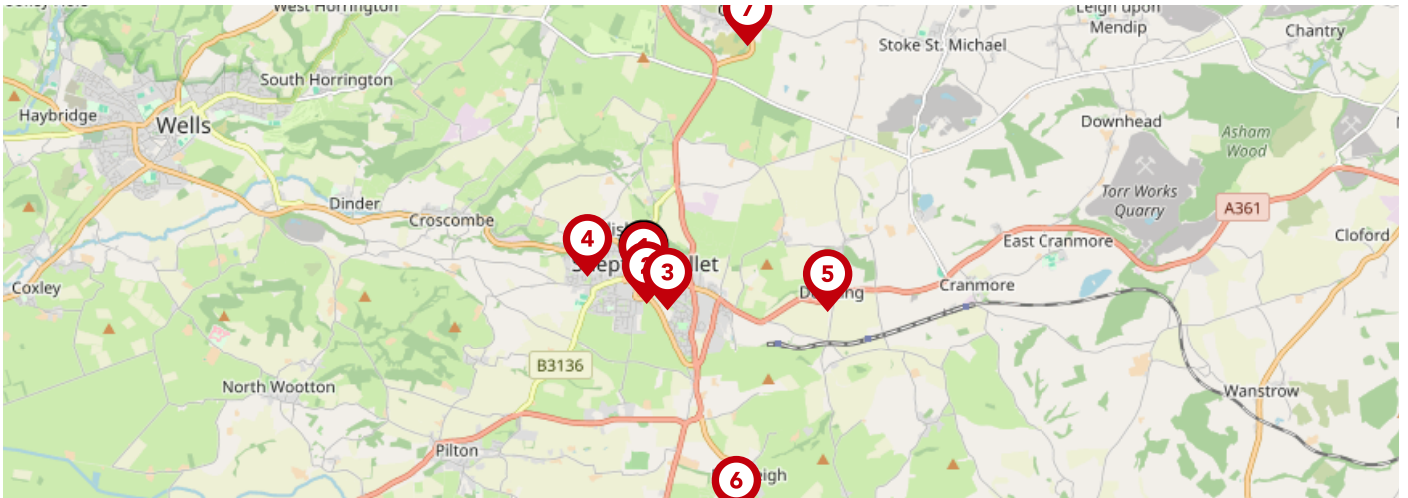 West Horrington
7
Leigh upon
Mendip
Chantry
Stoke St. Michael
South Horrington
Haybridge
Wells
Downhead
Asham
Wood
Torr Works
Quarry
A361
Dinder
Croscombe
4
3
5
East Cranmore
Cloford
Cranmore
Coxley
B3136
North Wootton
Wanstrow
Pilton
6